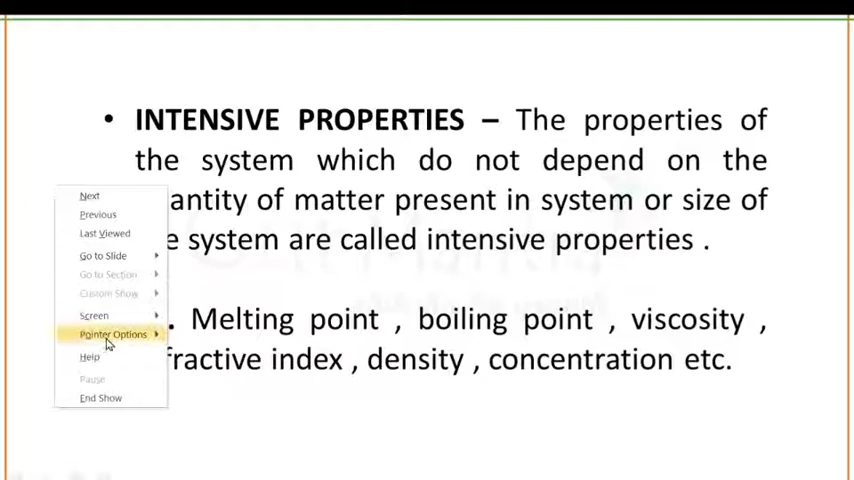 • INTENSIVE PROPERTIES – The properties of
the system which do not depend on the
antity of matter present in system or size of
e system are called intensive properties .
. Melting point , boiling point , viscosity ,
fractive index , density , concentration etc.
Next
Previous
Last Viewed
Go to Slide
Go to Section
Custom Show
Screen
Pointer Options
Help
Pause
End Show